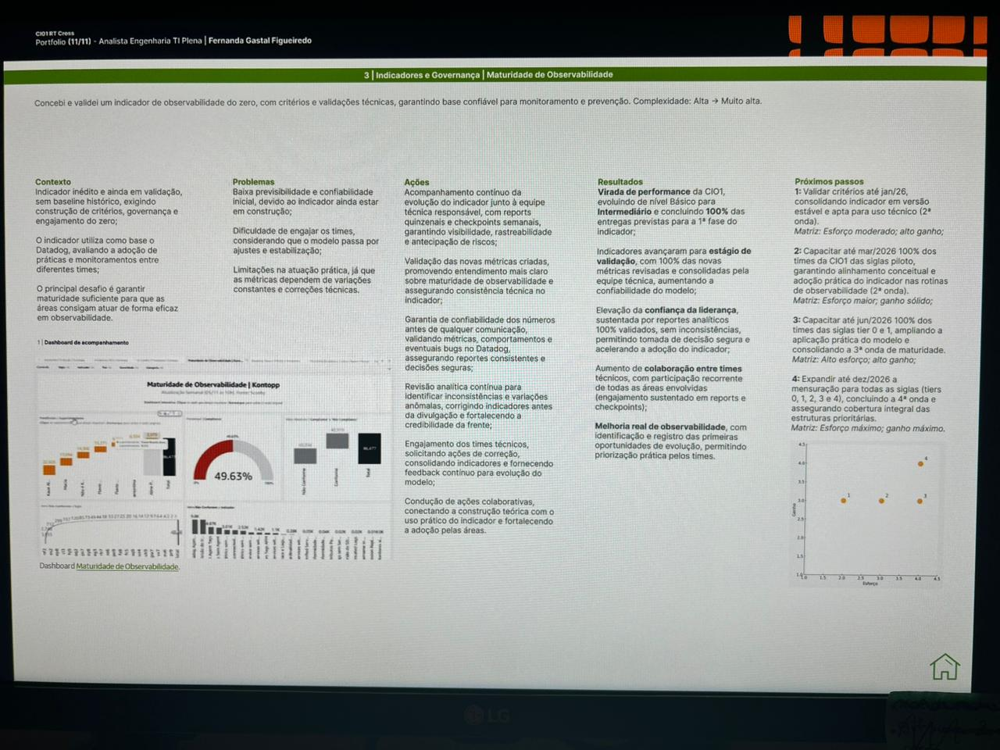 CIO1 RT Cross
Portfolio (11/11) - Analista Engenharia TI Plena | Fernanda Gastal Figueiredo
3 | Indicadores e Governança | Maturidade de Observabilidade
Concebi e validei um indicador de observabilidade do zero, com critérios e validações técnicas, garantindo base confiável para monitoramento e prevenção. Complexidade: Alta → Muito alta.
Contexto
Indicador inédito e ainda em validação,
sem baseline histórico, exigindo
construção de critérios, governança e
engajamento do zero;
O indicador utiliza como base o
Datadog, avaliando a adoção de
práticas e monitoramentos entre
diferentes times;
O principal desafio é garantir
maturidade suficiente para que as
áreas consigam atuar de forma eficaz
em observabilidade.
Problemas
Baixa previsibilidade e confiabilidade
inicial, devido ao indicador ainda estar
em construção;
Dificuldade de engajar os times,
considerando que o modelo passa por
ajustes e estabilização;
Limitações na atuação prática, já que
as métricas dependem de variações
constantes e correções técnicas.
1 | Dashboard de acompanhamento
Maturidade de Observabilidade | Kontopp
49.63%
0%
100%
Não Conforme
Conforme
Total
Dashboard Maturidade de Observabilidade.
Ações
Acompanhamento contínuo da
evolução do indicador junto à equipe
técnica responsável, com reports
quinzenais e checkpoints semanais,
garantindo visibilidade, rastreabilidade
e antecipação de riscos;
Validação das novas métricas criadas,
promovendo entendimento mais claro
sobre maturidade de observabilidade e
assegurando consistência técnica no
indicador;
Garantia de confiabilidade dos números
antes de qualquer comunicação,
validando métricas, comportamentos e
eventuais bugs no Datadog,
assegurando reportes consistentes e
decisões seguras;
Revisão analítica contínua para
identificar inconsistências e variações
anômalas, corrigindo indicadores antes
da divulgação e fortalecendo a
credibilidade da frente;
Engajamento dos times técnicos,
solicitando ações de correção,
consolidando indicadores e fornecendo
feedback contínuo para evolução do
modelo;
Condução de ações colaborativas,
conectando a construção teórica com o
uso prático do indicador e fortalecendo
a adoção pelas áreas.
Resultados
Virada de performance da CIO1,
evoluindo de nível Básico para
Intermediário e concluindo 100% das
entregas previstas para a 1ª fase do
indicador;
Indicadores avançaram para estágio de
validação, com 100% das novas
métricas revisadas e consolidadas pela
equipe técnica, aumentando a
confiabilidade do modelo;
Elevação da confiança da liderança,
sustentada por reportes analíticos
100% validados, sem inconsistências,
permitindo tomada de decisão segura e
acelerando a adoção do indicador;
Aumento de colaboração entre times
técnicos, com participação recorrente
de todas as áreas envolvidas
(engajamento sustentado em reports e
checkpoints);
Melhoria real de observabilidade, com
identificação e registro das primeiras
oportunidades de evolução, permitindo
priorização prática pelos times.
Próximos passos
1: Validar critérios até jan/26,
consolidando indicador em versão
estável e apta para uso técnico (2ª
onda).
Matriz: Esforço moderado; alto ganho;
2: Capacitar até mar/2026 100% dos
times da CIO1 das siglas piloto,
garantindo alinhamento conceitual e
adoção prática do indicador nas rotinas
de observabilidade (2ª onda).
Matriz: Esforço maior; ganho sólido;
3: Capacitar até jun/2026 100% dos
times das siglas tier 0 e 1, ampliando a
aplicação prática do modelo e
consolidando a 3ª onda de maturidade.
Matriz: Alto esforço; alto ganho;
4: Expandir até dez/2026 a
mensuração para todas as siglas (tiers
0, 1, 2, 3 e 4), concluindo a 4ª onda e
assegurando cobertura integral das
estruturas prioritárias.
Matriz: Esforço máximo; ganho máximo.
4.5
4.0
3.5
3.0
2.5
2.0
1.5
1.0
Ganho
1 2 3 4
1.0 1.5 2.0 2.5 3.0 3.5 4.0 4.5
Esforço
LG